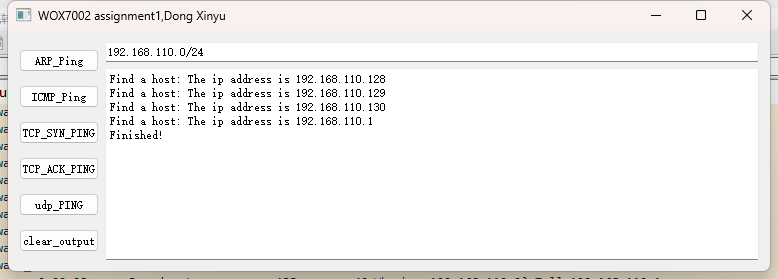 WOX7002 assignment1,Dong Xinyu
192.168.110.0/24
ARP_Ping
ICMP_Ping
TCP_SYN_PING
TCP_ACK_PING
udp_PING
clear_output
Find a host: The ip address is 192.168.110.128
Find a host: The ip address is 192.168.110.129
Find a host: The ip address is 192.168.110.130
Find a host: The ip address is 192.168.110.1
Finished!